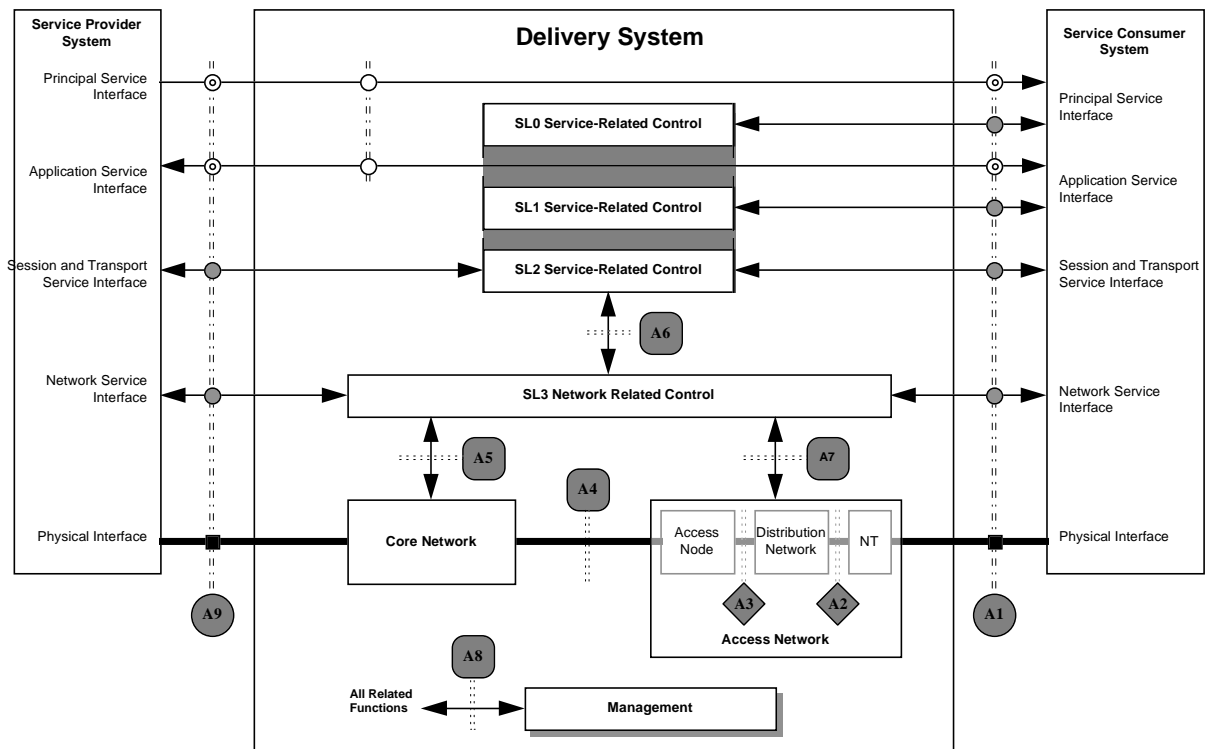 Service Provider
System
Delivery System
Service Consumer
System
Principal Service
Interface
Principal Service
Interface
SL0 Service-Related Control
Application Service
Interface
Application Service
Interface
SL1 Service-Related Control
Session and Transport
Service Interface
SL2 Service-Related Control
Session and Transport
Service Interface
A6
Network Service
Interface
SL3 Network Related Control
Network Service
Interface
A5
A7
A4
Physical Interface
Core Network
Access
Node
Distribution
Network
NT
Physical Interface
A9
A3
A2
A1
Access Network
A8
All Related
Functions
Management